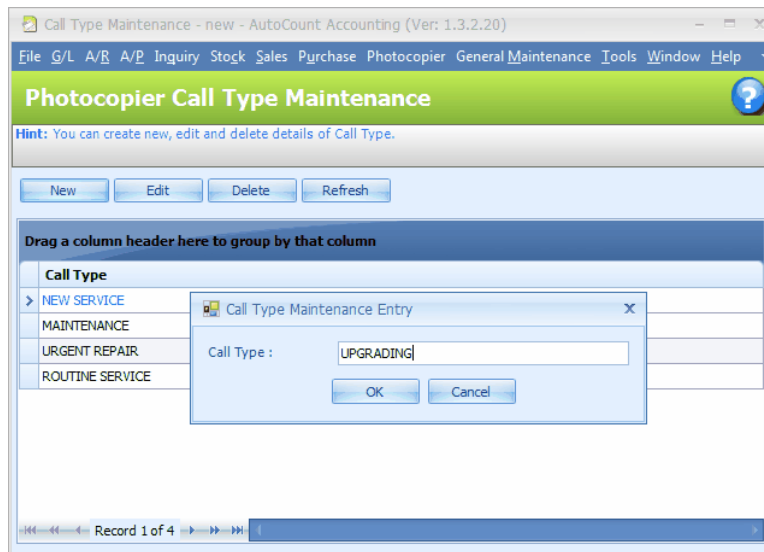 Call Type Maintenance - new - AutoCount Accounting (Ver: 1.3.2.20)
File G/L A/R A/P Inquiry Stock Sales Purchase Photocopier General Maintenance Tools Window Help
Photocopier Call Type Maintenance
?
Hint: You can create new, edit and delete details of Call Type.
New Edit Delete Refresh
Drag a column header here to group by that column
Call Type
NEW SERVICE
MAINTENANCE
URGENT REPAIR
ROUTINE SERVICE
Call Type Maintenance Entry
Call Type :
UPGRADING
OK Cancel
Record 1 of 4